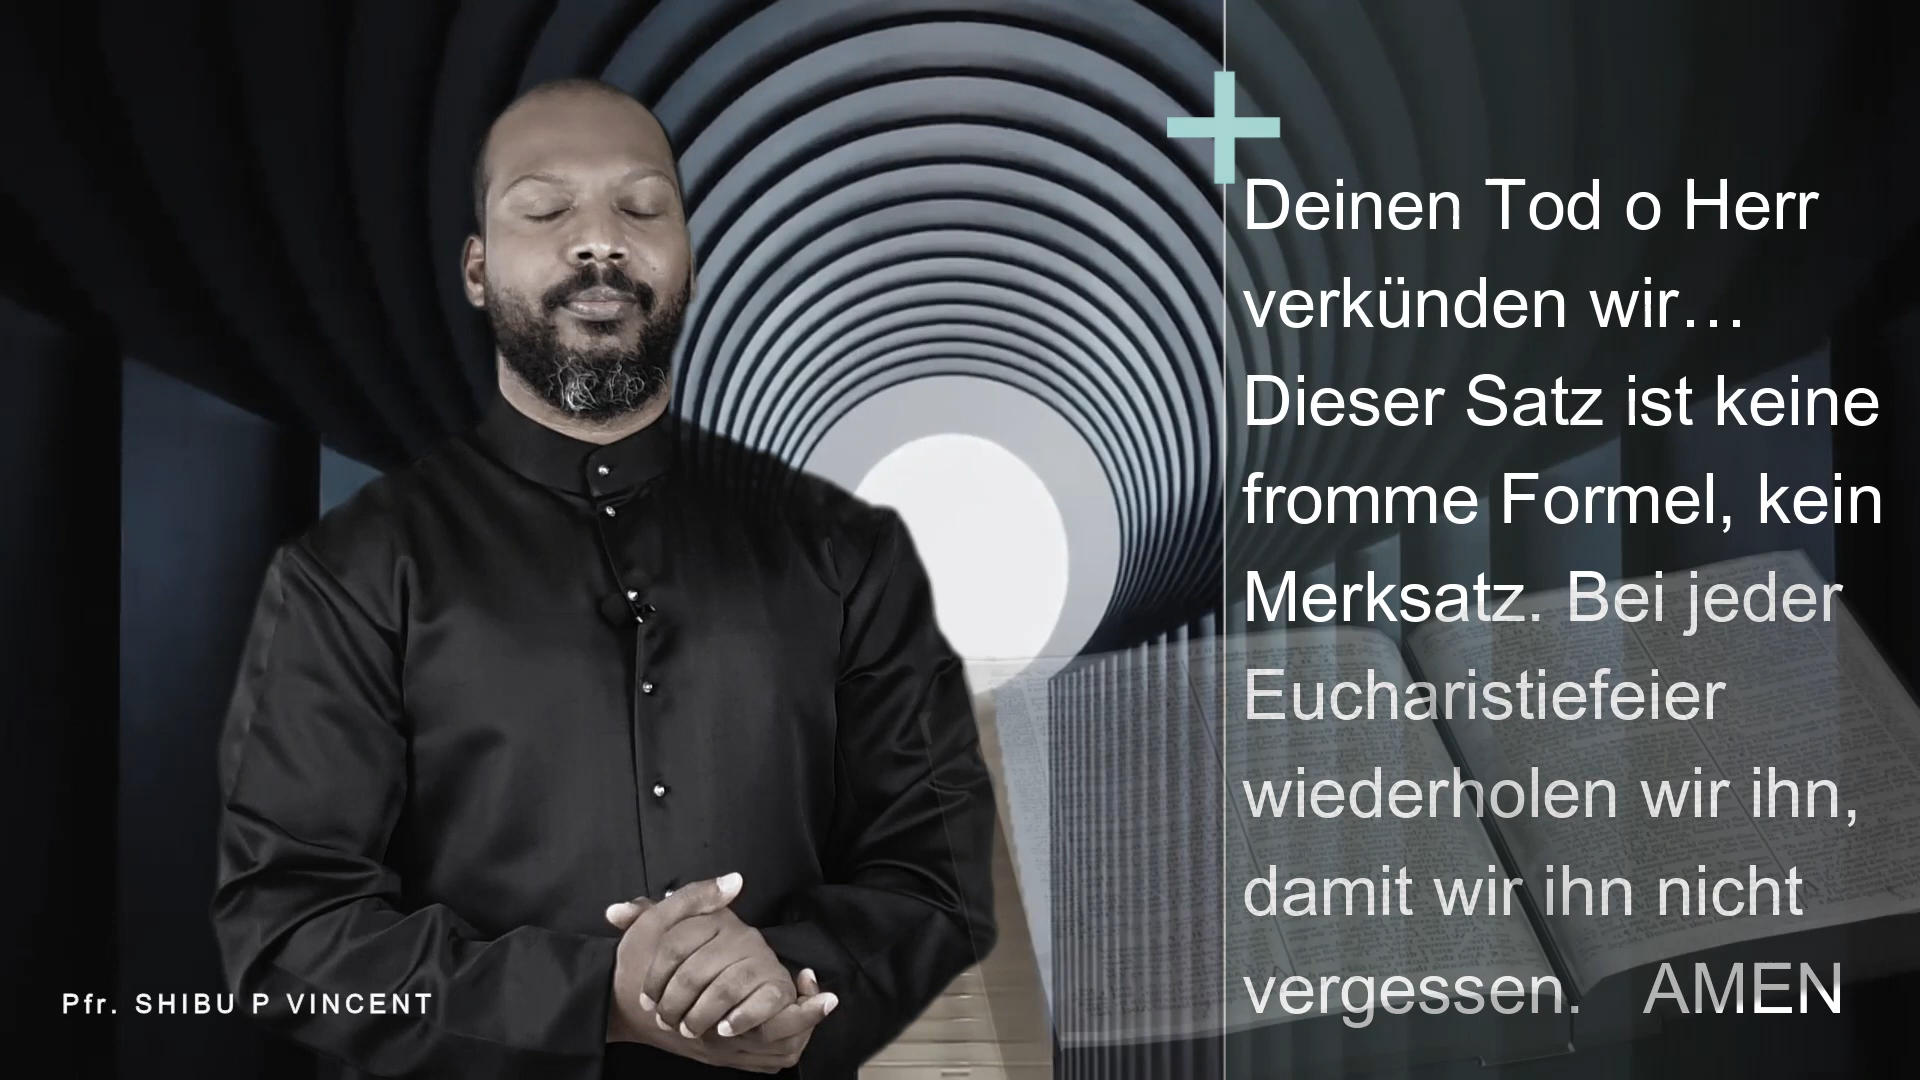 Deinen Tod o Herr
verkünden wir…
Dieser Satz ist keine
fromme Formel, kein
Merksatz. Bei jeder
Eucharistiefeier
wiederholen wir ihn,
damit wir ihn nicht
vergessen. AMEN
Pfr. SHIBU P VINCENT